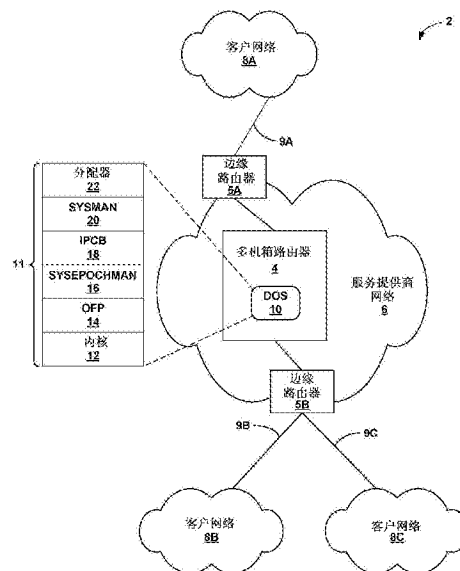 2
客户网络
8A
9A
边缘
路由器
5A
分配器
22
SYSMAN
20
IPCB
18
SYSEPOCHMAN
16
OFP
14
内核
12
11
多机箱路由器
4
DOS
10
服务提供商
网络
6
边缘
路由器
5B
9B
9C
客户网络
8B
客户网络
8C